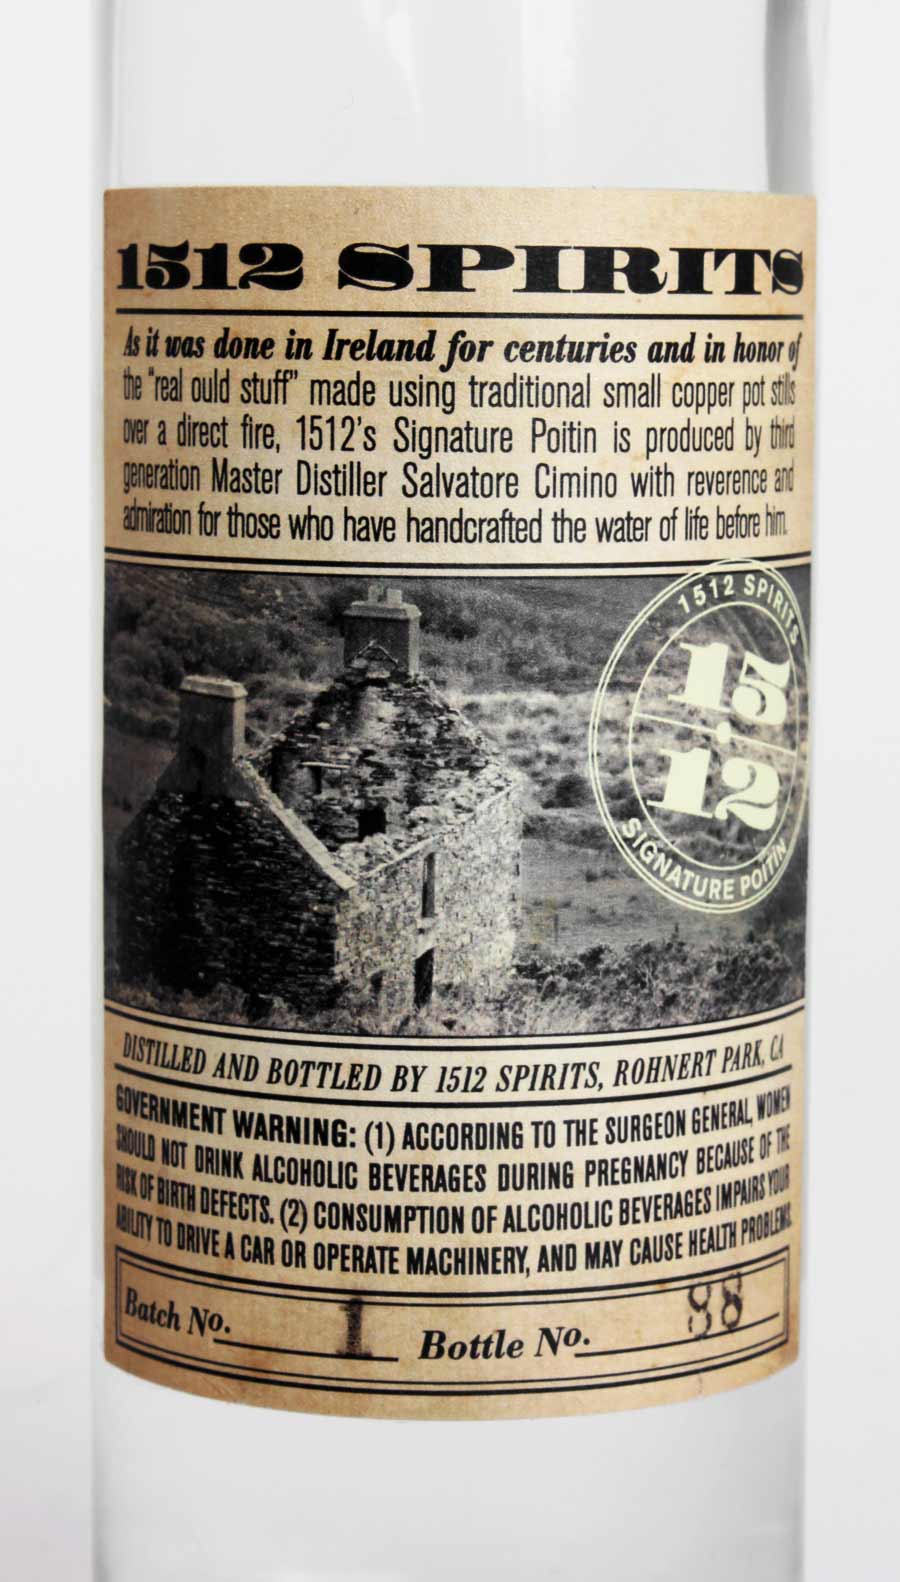 1512 SPIRITS
As it was done in Ireland for centuries and in honor of
the "real ould stuff" made using traditional small copper pot stills
over a direct fire, 1512's Signature Poitin is produced by third
generation Master Distiller Salvatore Cimino with reverence and
admiration for those who have handcrafted the water of life before him.
1512 SPIRITS
15
12
SIGNATURE POITÍN
DISTILLED AND BOTTLED BY 1512 SPIRITS, ROHNERT PARK, CA
GOVERNMENT WARNING: (1) ACCORDING TO THE SURGEON GENERAL, WOMEN
SHOULD NOT DRINK ALCOHOLIC BEVERAGES DURING PREGNANCY BECAUSE OF THE
RISK OF BIRTH DEFECTS. (2) CONSUMPTION OF ALCOHOLIC BEVERAGES IMPAIRS YOUR
ABILITY TO DRIVE A CAR OR OPERATE MACHINERY, AND MAY CAUSE HEALTH PROBLEMS.
Batch No. 1 Bottle No. 98